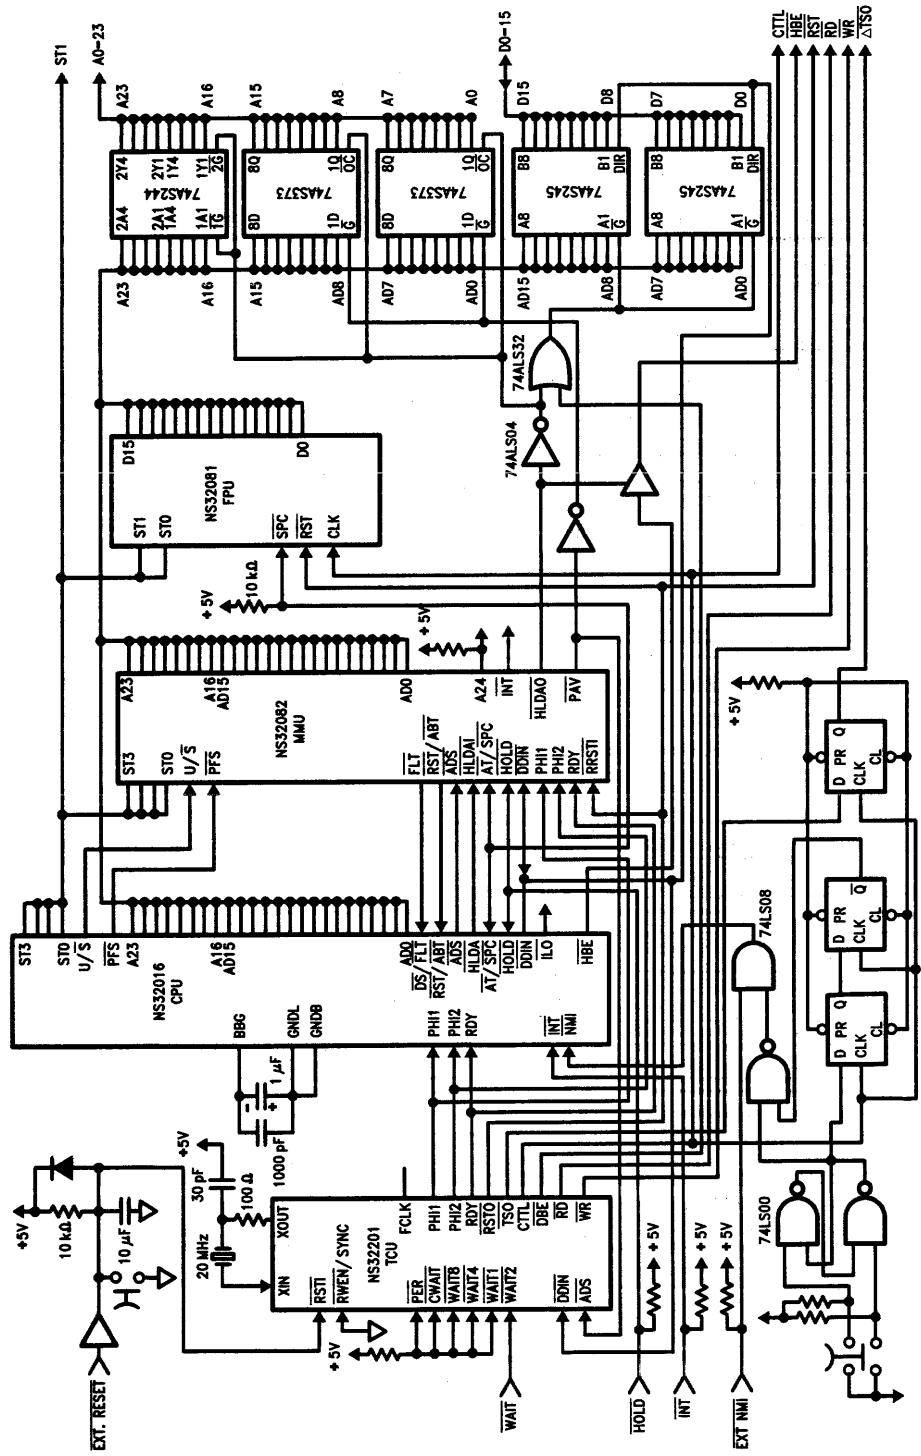 ST1
A0-23
D0-15
CTTL
HBE
RST
RD
WR
△TSO
A23
A16
A15
A8
A7
A0
D15
D8
D7
D0
2Y4
2Y1
1Y4
1Y1
2G
74AS244
2A4
2A1
1A4
1A1
1G
8Q
1Q
OC
74AS373
8D
1D
G
8Q
1Q
OC
74AS373
8D
1D
G
B8
B1
DIR
74AS245
A8
A1
G
B8
B1
DIR
74AS245
A8
A1
G
A23
A16
A15
AD8
AD7
AD0
AD15
AD8
AD7
AD0
74ALS32
74ALS04
D15
D0
NS32081
FPU
ST1
ST0
SPC
RST
CLK
+5V
10 kΩ
+5V
A23
A16
AD15
AD0
A24
INT
HLDAO
PAV
NS32082
MMU
ST3
ST0
U/S
PFS
FLT
RST/ABT
ADS
HLDAI
AT/SPC
HOLD
DDIN
PHI1
PHI2
RDY
RRSTI
+5V
D
PR
Q
CLK
CL
D
PR
Q
CLK
CL
D
PR
Q
CLK
CL
ST3
ST0
U/S
PFS
A23
A16
AD15
AD0
DS/FLT
RST/ABT
ADS
HLDA
AT/SPC
HOLD
DDIN
ILO
HBE
NS32016
CPU
BBG
GNDL
GNDB
PHI1
PHI2
RDY
INT
NMI
74LS08
1 µF
-
+
1000 pF
+5V
30 pF
100 Ω
20 MHz
+5V
10 kΩ
10 µF
XOUT
XIN
FCLK
PHI1
PHI2
RDY
RSTO
TSO
CTTL
DBE
RD
WR
NS32201
TCU
RSTI
RWEN/SYNC
PER
CWAIT
WAIT8
WAIT4
WAIT1
WAIT2
DDIN
ADS
+5V
74LS00
+5V
+5V
+5V
EXT. RESET
WAIT
HOLD
INT
EXT NMI